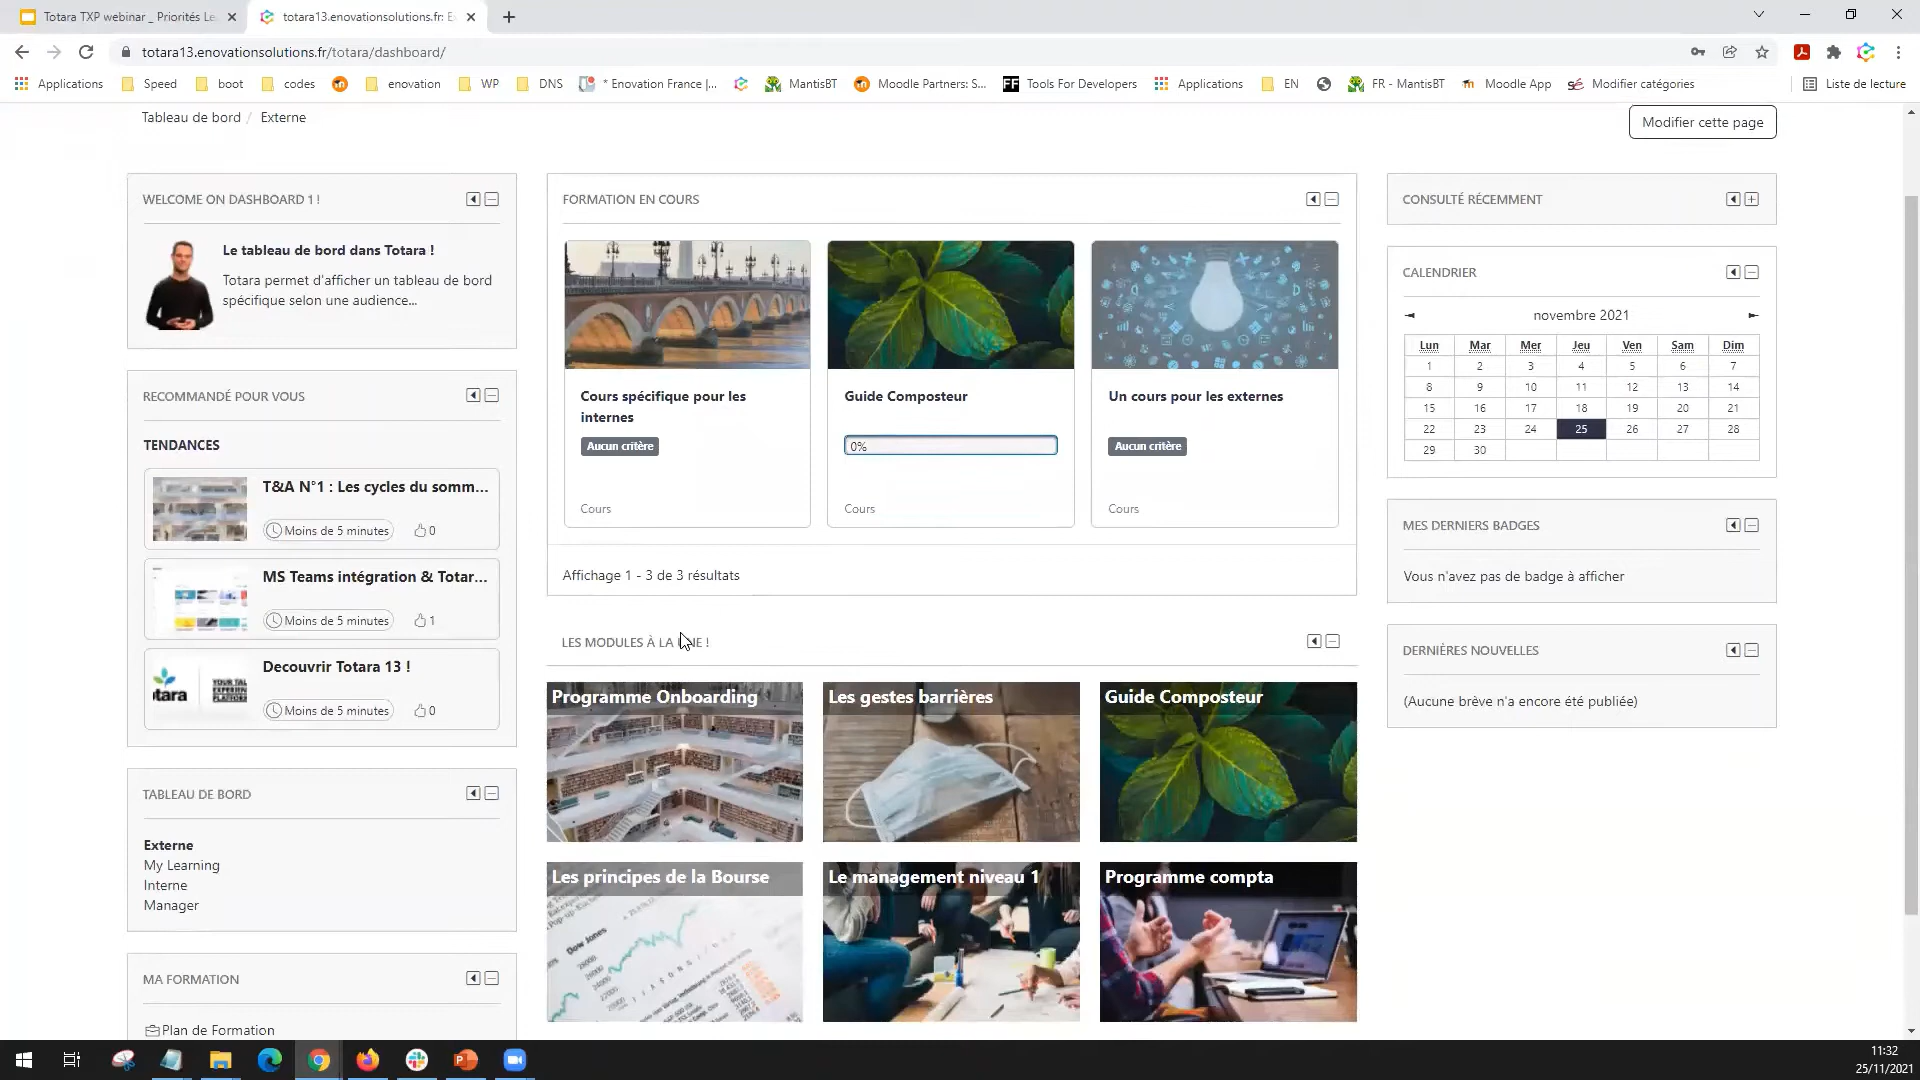 Totara TXP webinar _ Priorités Le
totara13.enovationsolutions.fr: E
totara13.enovationsolutions.fr/totara/dashboard/
Applications
Speed
boot
codes
enovation
WP
DNS
* Enovation France |...
MantisBT
Moodle Partners: S...
FF
Tools For Developers
Applications
EN
FR - MantisBT
Moodle App
Modifier catégories
Liste de lecture
Tableau de bord / Externe
Modifier cette page
WELCOME ON DASHBOARD 1 !
Le tableau de bord dans Totara !
Totara permet d'afficher un tableau de bord
spécifique selon une audience...
RECOMMANDÉ POUR VOUS
TENDANCES
T&A N°1 : Les cycles du somm...
Moins de 5 minutes
0
MS Teams intégration & Totar...
Moins de 5 minutes
1
Decouvrir Totara 13 !
Moins de 5 minutes
0
TABLEAU DE BORD
Externe
My Learning
Interne
Manager
MA FORMATION
Plan de Formation
FORMATION EN COURS
Cours spécifique pour les
internes
Aucun critère
Cours
Guide Composteur
0%
Cours
Un cours pour les externes
Aucun critère
Cours
Affichage 1 - 3 de 3 résultats
LES MODULES À LA UNE !
Programme Onboarding
Les gestes barrières
Guide Composteur
Les principes de la Bourse
Dow Jones
Le management niveau 1
Programme compta
CONSULTÉ RÉCEMMENT
CALENDRIER
novembre 2021
Lun Mar Mer Jeu Ven Sam Dim
1 2 3 4 5 6 7
8 9 10 11 12 13 14
15 16 17 18 19 20 21
22 23 24 25 26 27 28
29 30
MES DERNIERS BADGES
Vous n'avez pas de badge à afficher
DERNIÈRES NOUVELLES
(Aucune brève n'a encore été publiée)
11:32
25/11/2021